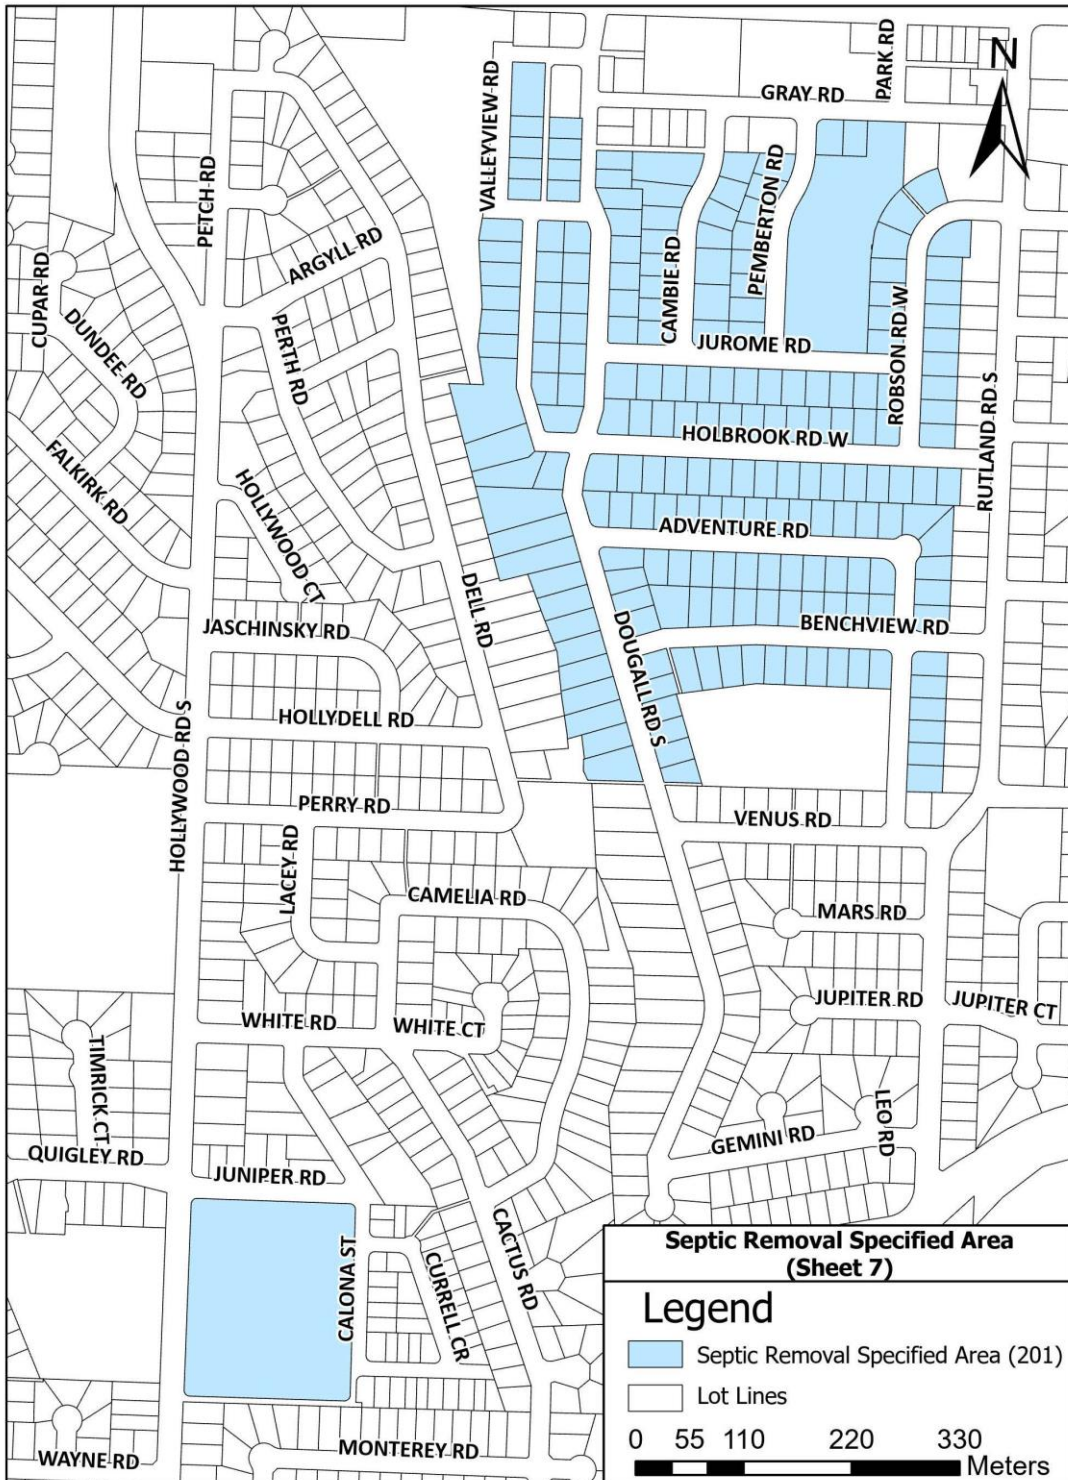 PARK RD
N
GRAY RD
VALLEYVIEW RD
PETCH RD
PEMBERTON RD
ARGYLL RD
CAMBIE RD
CUPAR RD
DUNDEE RD
PERTH RD
JUROME RD
ROBSON RD W
RUTLAND RD S
HOLBROOK RD W
FALKIRK RD
HOLLYWOOD CT
ADVENTURE RD
DELL RD
JASCHINSKY RD
BENCHVIEW RD
DOUGALL RD S
HOLLYDELL RD
HOLLYWOOD RD S
PERRY RD
VENUS RD
LACEY RD
CAMELIA RD
MARS RD
WHITE RD
WHITE CT
JUPITER RD
JUPITER CT
TIMRICK CT
LEO RD
GEMINI RD
QUIGLEY RD
JUNIPER RD
CALONA ST
CACTUS RD
CURRELL CR
WAYNE RD
MONTEREY RD
Septic Removal Specified Area
(Sheet 7)
Legend
Septic Removal Specified Area (201)
Lot Lines
0 55 110 220 330
Meters